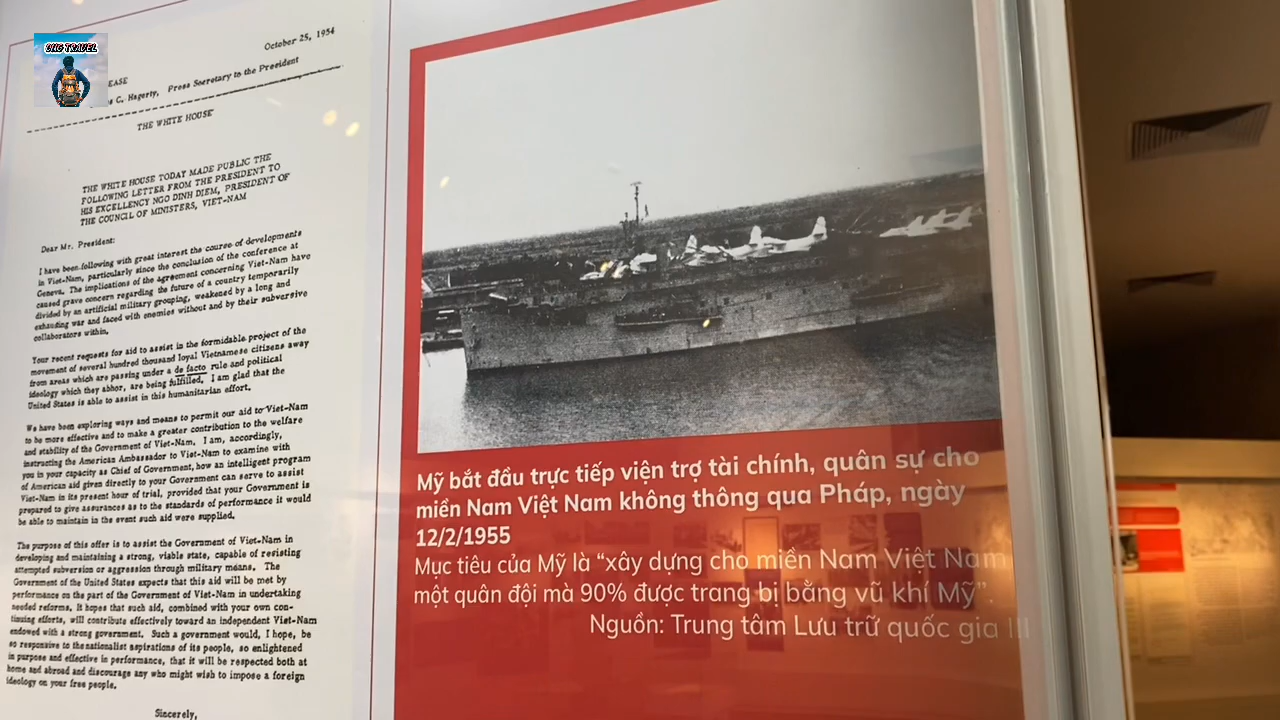 UNG TRAVEL
October 25, 1954
EASE
C. Hagerty, Press Secretary to the President
THE WHITE HOUSE
THE WHITE HOUSE TODAY MADE PUBLIC THE
FOLLOWING LETTER FROM THE PRESIDENT TO
HIS EXCELLENCY NGO DINH DIEM, PRESIDENT OF
THE COUNCIL OF MINISTERS, VIET-NAM
Dear Mr. President:
I have been following with great interest the course of developments
in Viet-Nam, particularly since the conclusion of the conference at
Geneva. The implications of the agreement concerning Viet-Nam have
caused grave concern regarding the future of a country temporarily
divided by an artificial military grouping, weakened by a long and
exhausting war and faced with enemies without and by their subversive
collaborators within.
Your recent requests for aid to assist in the formidable project of the
movement of several hundred thousand loyal Vietnamese citizens away
from areas which are passing under a de facto rule and political
ideology which they abhor, are being fulfilled. I am glad that the
United States is able to assist in this humanitarian effort.
We have been exploring ways and means to permit our aid to Viet-Nam
to be more effective and to make a greater contribution to the welfare
and stability of the Government of Viet-Nam. I am, accordingly,
instructing the American Ambassador to Viet-Nam to examine with
you in your capacity as Chief of Government, how an intelligent program
of American aid given directly to your Government can serve to assist
Viet-Nam in its present hour of trial, provided that your Government is
prepared to give assurances as to the standards of performance it would
be able to maintain in the event such aid were supplied.
The purpose of this offer is to assist the Government of Viet-Nam in
developing and maintaining a strong, viable state, capable of resisting
attempted subversion or aggression through military means. The
Government of the United States expects that this aid will be met by
performance on the part of the Government of Viet-Nam in undertaking
needed reforms. It hopes that such aid, combined with your own con-
tinuing efforts, will contribute effectively toward an independent Viet-Nam
endowed with a strong government. Such a government would, I hope, be
so responsive to the nationalist aspirations of its people, so enlightened
in purpose and effective in performance, that it will be respected both at
home and abroad and discourage any who might wish to impose a foreign
ideology on your free people.
Sincerely,
Mỹ bắt đầu trực tiếp viện trợ tài chính, quân sự cho
miền Nam Việt Nam không thông qua Pháp, ngày
12/2/1955
Mục tiêu của Mỹ là “xây dựng cho miền Nam Việt Nam
một quân đội mà 90% được trang bị bằng vũ khí Mỹ”.
Nguồn: Trung tâm Lưu trữ quốc gia III